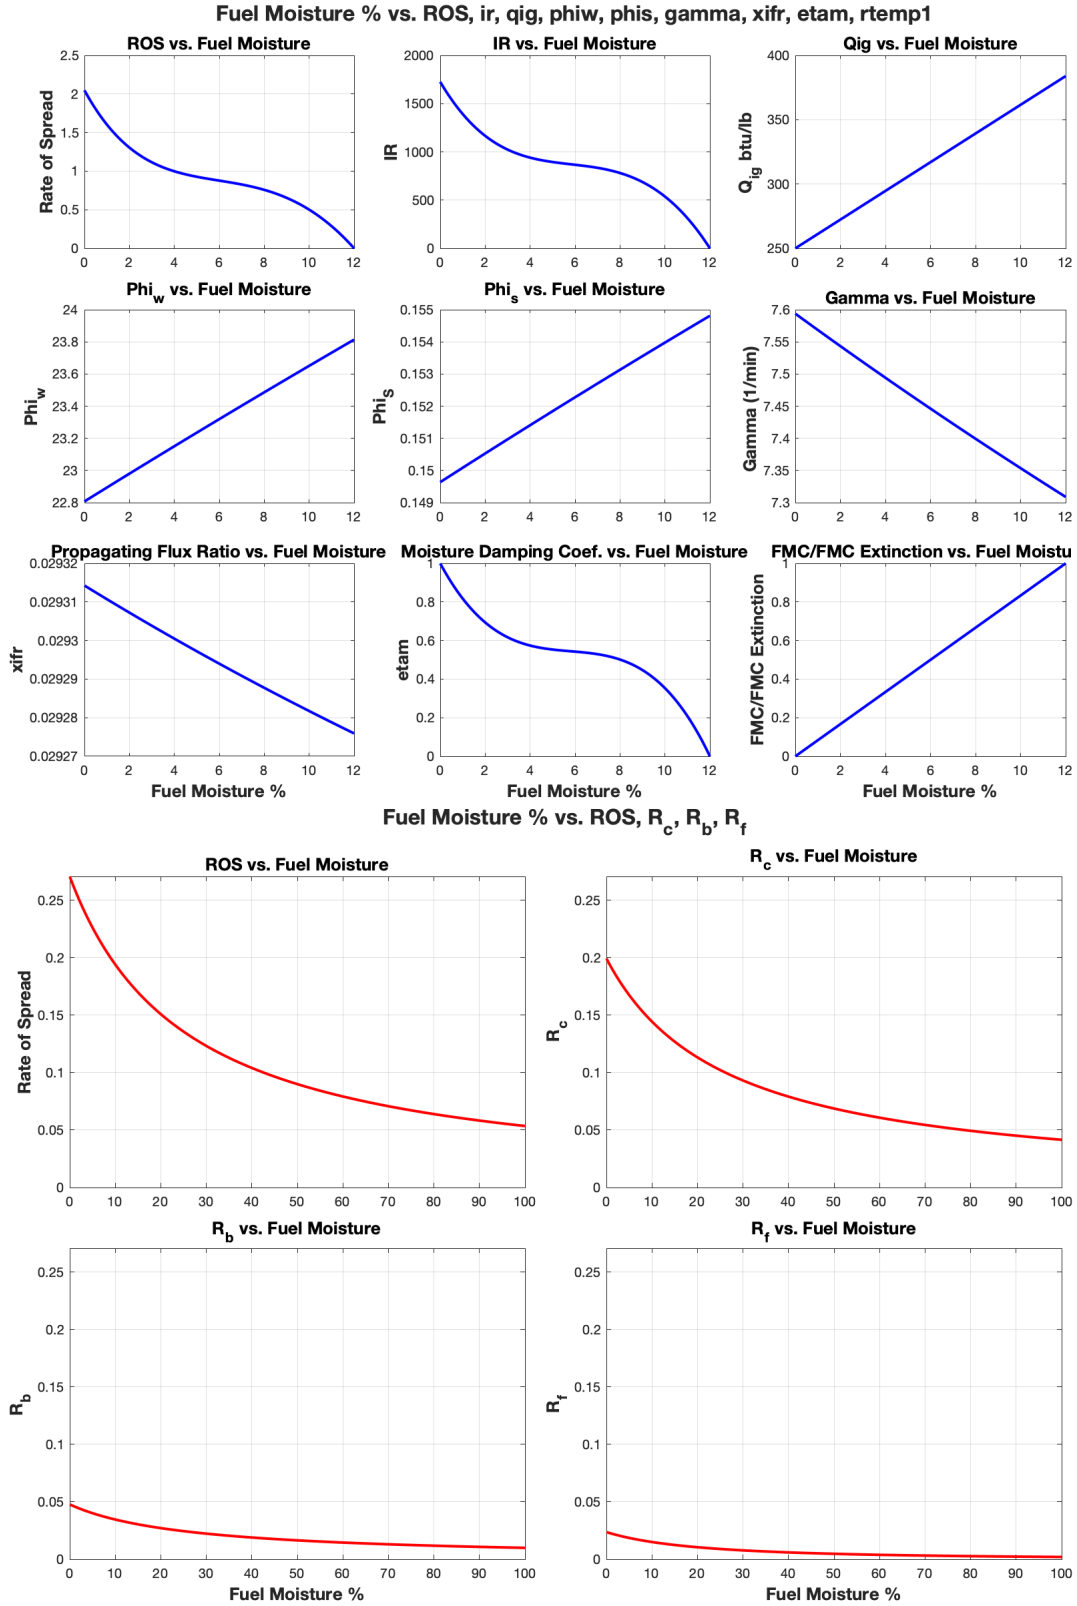 Fuel Moisture % vs. ROS, ir, qig, phiw, phis, gamma, xifr, etam, rtemp1
ROS vs. Fuel Moisture
Rate of Spread
2.5
2
1.5
1
0.5
0
0 2 4 6 8 10 12
IR vs. Fuel Moisture
IR
2000
1500
1000
500
0
0 2 4 6 8 10 12
Qig vs. Fuel Moisture
Q_ig btu/lb
400
350
300
250
0 2 4 6 8 10 12
Phi_w vs. Fuel Moisture
Phi_w
24
23.8
23.6
23.4
23.2
23
22.8
0 2 4 6 8 10 12
Phi_s vs. Fuel Moisture
Phi_S
0.155
0.154
0.153
0.152
0.151
0.15
0.149
0 2 4 6 8 10 12
Gamma vs. Fuel Moisture
Gamma (1/min)
7.6
7.55
7.5
7.45
7.4
7.35
7.3
0 2 4 6 8 10 12
Propagating Flux Ratio vs. Fuel Moisture
xifr
0.02932
0.02931
0.0293
0.02929
0.02928
0.02927
0 2 4 6 8 10 12
Fuel Moisture %
Moisture Damping Coef. vs. Fuel Moisture
etam
1
0.8
0.6
0.4
0.2
0
0 2 4 6 8 10 12
Fuel Moisture %
FMC/FMC Extinction vs. Fuel Moistu
FMC/FMC Extinction
1
0.8
0.6
0.4
0.2
0
0 2 4 6 8 10 12
Fuel Moisture %
Fuel Moisture % vs. ROS, R_c, R_b, R_f
ROS vs. Fuel Moisture
Rate of Spread
0.25
0.2
0.15
0.1
0.05
0
0 10 20 30 40 50 60 70 80 90 100
R_c vs. Fuel Moisture
R_c
0.25
0.2
0.15
0.1
0.05
0
0 10 20 30 40 50 60 70 80 90 100
R_b vs. Fuel Moisture
R_b
0.25
0.2
0.15
0.1
0.05
0
0 10 20 30 40 50 60 70 80 90 100
Fuel Moisture %
R_f vs. Fuel Moisture
R_f
0.25
0.2
0.15
0.1
0.05
0
0 10 20 30 40 50 60 70 80 90 100
Fuel Moisture %